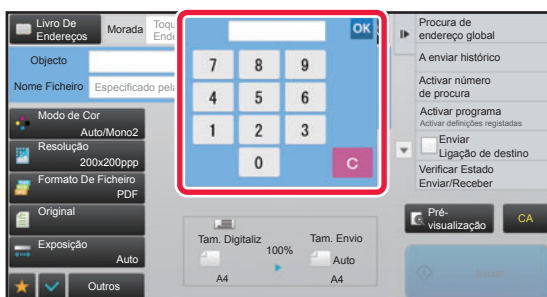 Livro De
Endereços
Morada
Toqu
Ende
OK
Objecto
Nome Ficheiro
Especificado pela
7 8 9
4 5 6
1 2 3
0 C
Modo de Cor
Auto/Mono2
Resolução
200x200ppp
Formato De Ficheiro
PDF
Original
Exposição
Auto
Outros
Tam. Digitaliz
100%
Tam. Envio
Auto
A4
A4
Procura de
endereço global
A enviar histórico
Activar número
de procura
Activar programa
Activar definições registadas
Enviar
Ligação de destino
Verificar Estado
Enviar/Receber
Pré-
visualização
CA